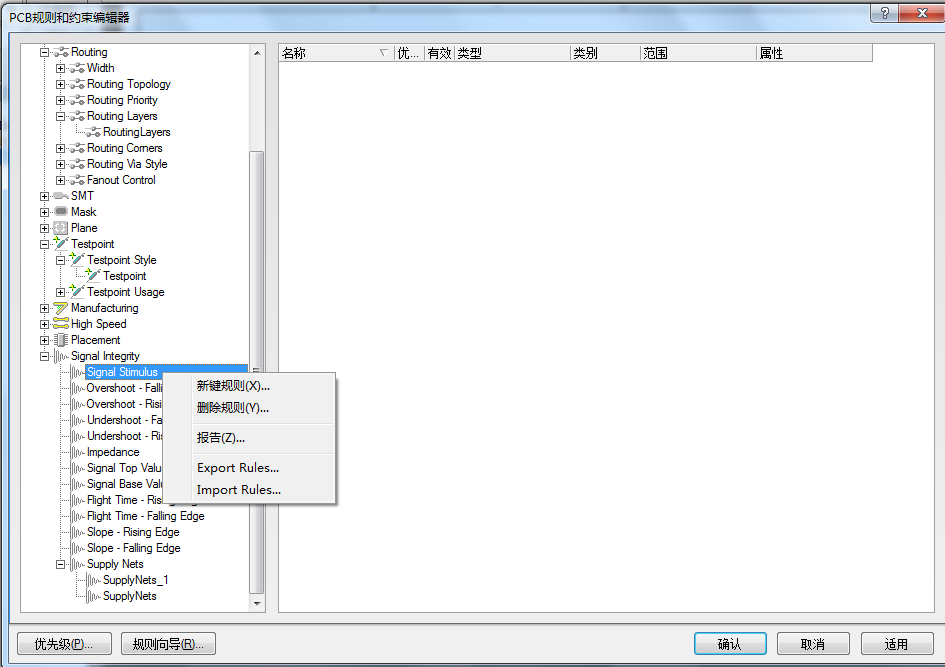 PCB规则和约束编辑器
名称 优... 有效 类型 类别 范围 属性
Routing
Width
Routing Topology
Routing Priority
Routing Layers
RoutingLayers
Routing Corners
Routing Via Style
Fanout Control
SMT
Mask
Plane
Testpoint
Testpoint Style
Testpoint
Testpoint Usage
Manufacturing
High Speed
Placement
Signal Integrity
Signal Stimulus
Overshoot - Falli
Overshoot - Risi
Undershoot - Fa
Undershoot - Ris
Impedance
Signal Top Valu
Signal Base Valu
Flight Time - Rising Edge
Flight Time - Falling Edge
Slope - Rising Edge
Slope - Falling Edge
Supply Nets
SupplyNets_1
SupplyNets
新键规则(X)...
删除规则(Y)...
报告(Z)...
Export Rules...
Import Rules...
优先级(P)... 规则向导(R)... 确认 取消 适用